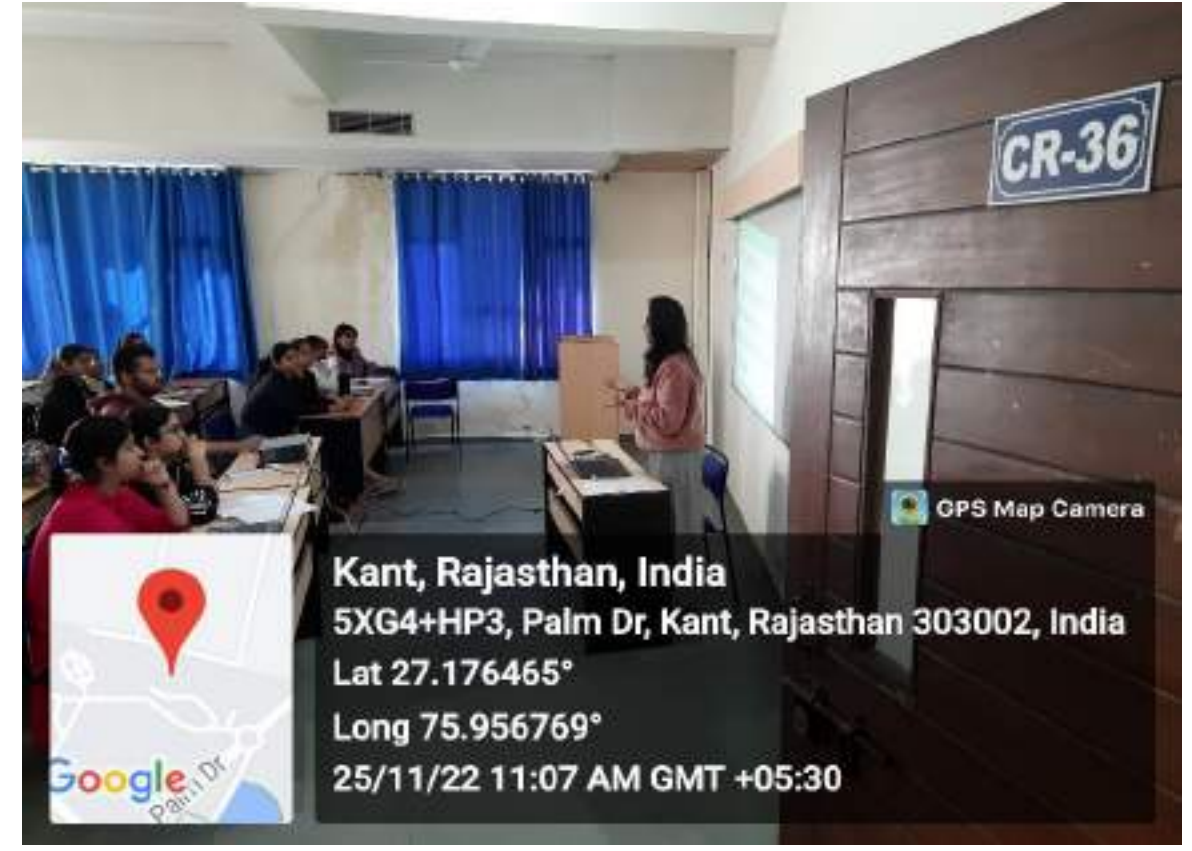 CR-36
GPS Map Camera
Kant, Rajasthan, India
5XG4+HP3, Palm Dr, Kant, Rajasthan 303002, India
Lat 27.176465°
Long 75.956769°
25/11/22 11:07 AM GMT +05:30
Google
Palm Dr